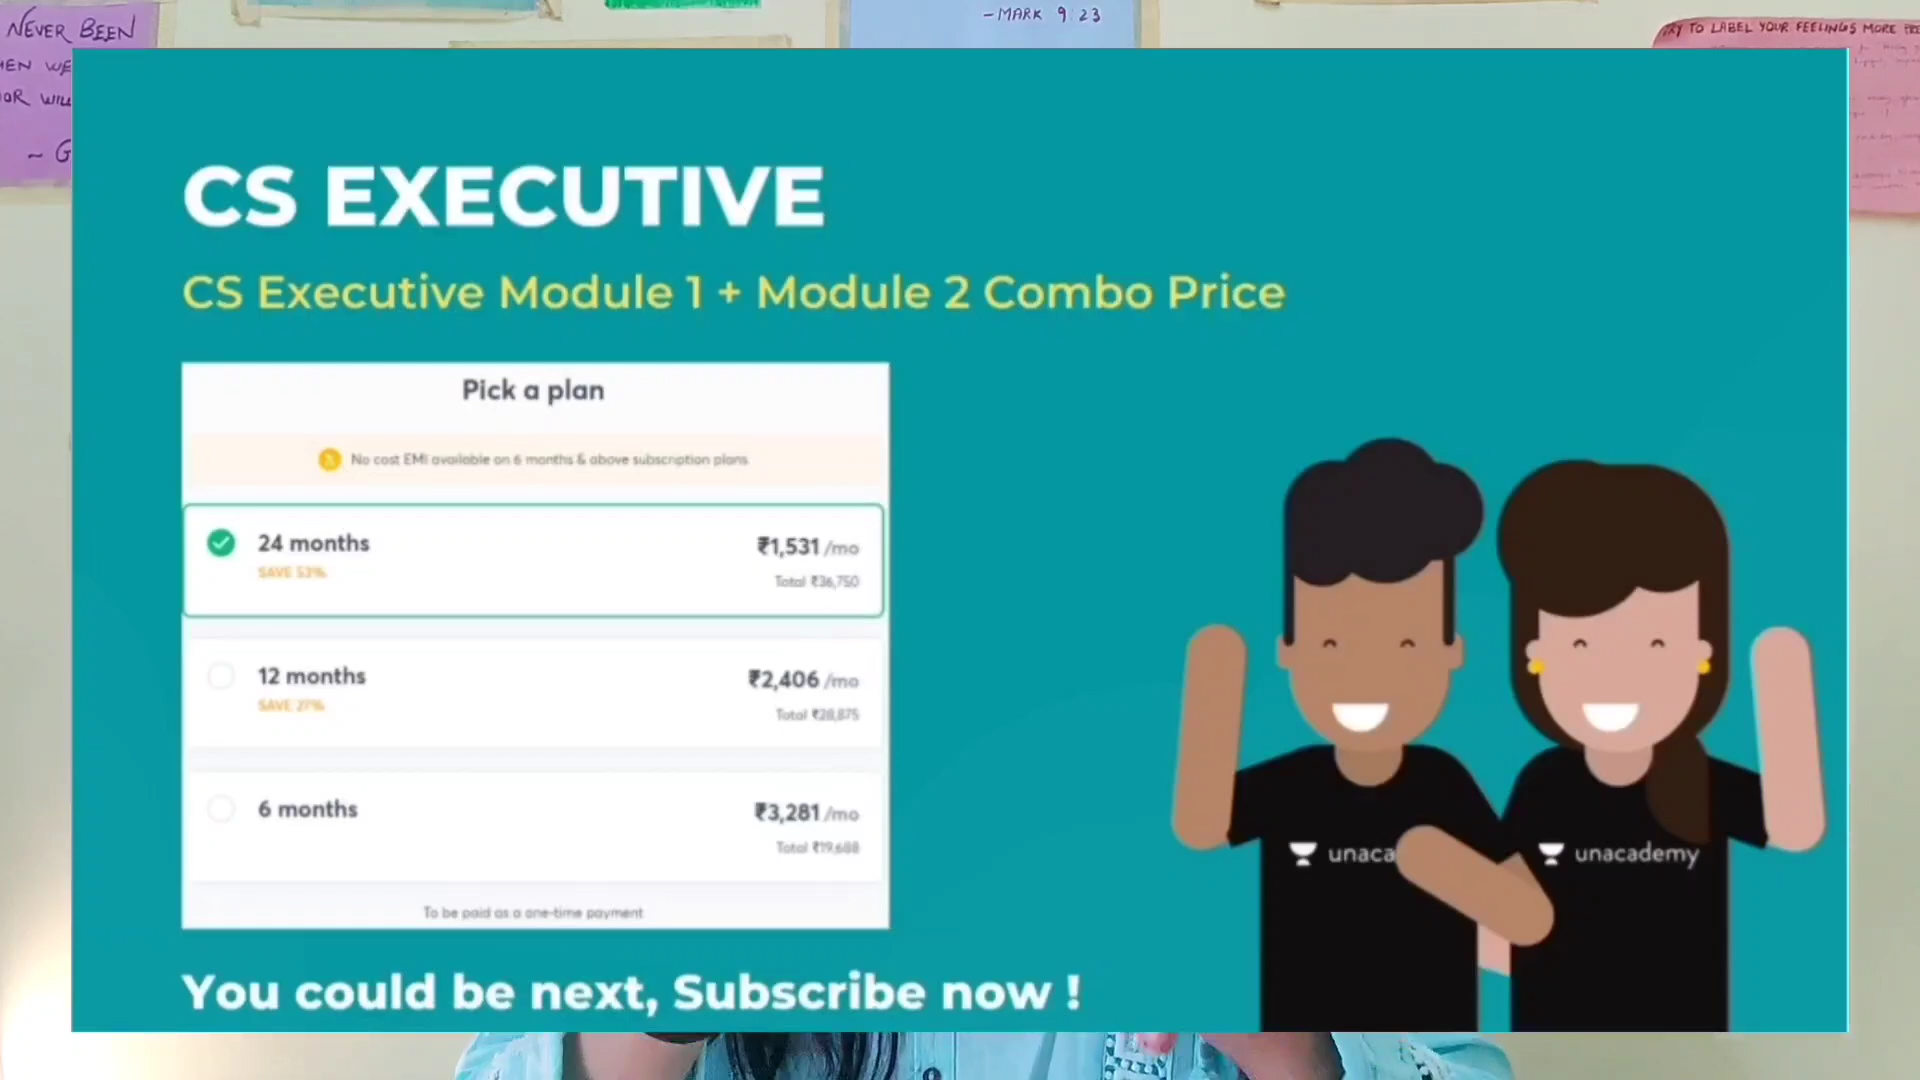 NEVER BEEN
WE
OR WILL
~ G
-MARK 9:23
TO LABEL YOUR FEELINGS MORE
CS EXECUTIVE
CS Executive Module 1 + Module 2 Combo Price
Pick a plan
No cost EMI available on 6 months & above subscription plans
24 months
SAVE 53%
₹1,531 /mo
Total ₹36,750
12 months
SAVE 27%
₹2,406 /mo
Total ₹28,875
6 months
₹3,281 /mo
Total ₹19,688
To be paid as a one-time payment
unaca
unacademy
You could be next, Subscribe now !